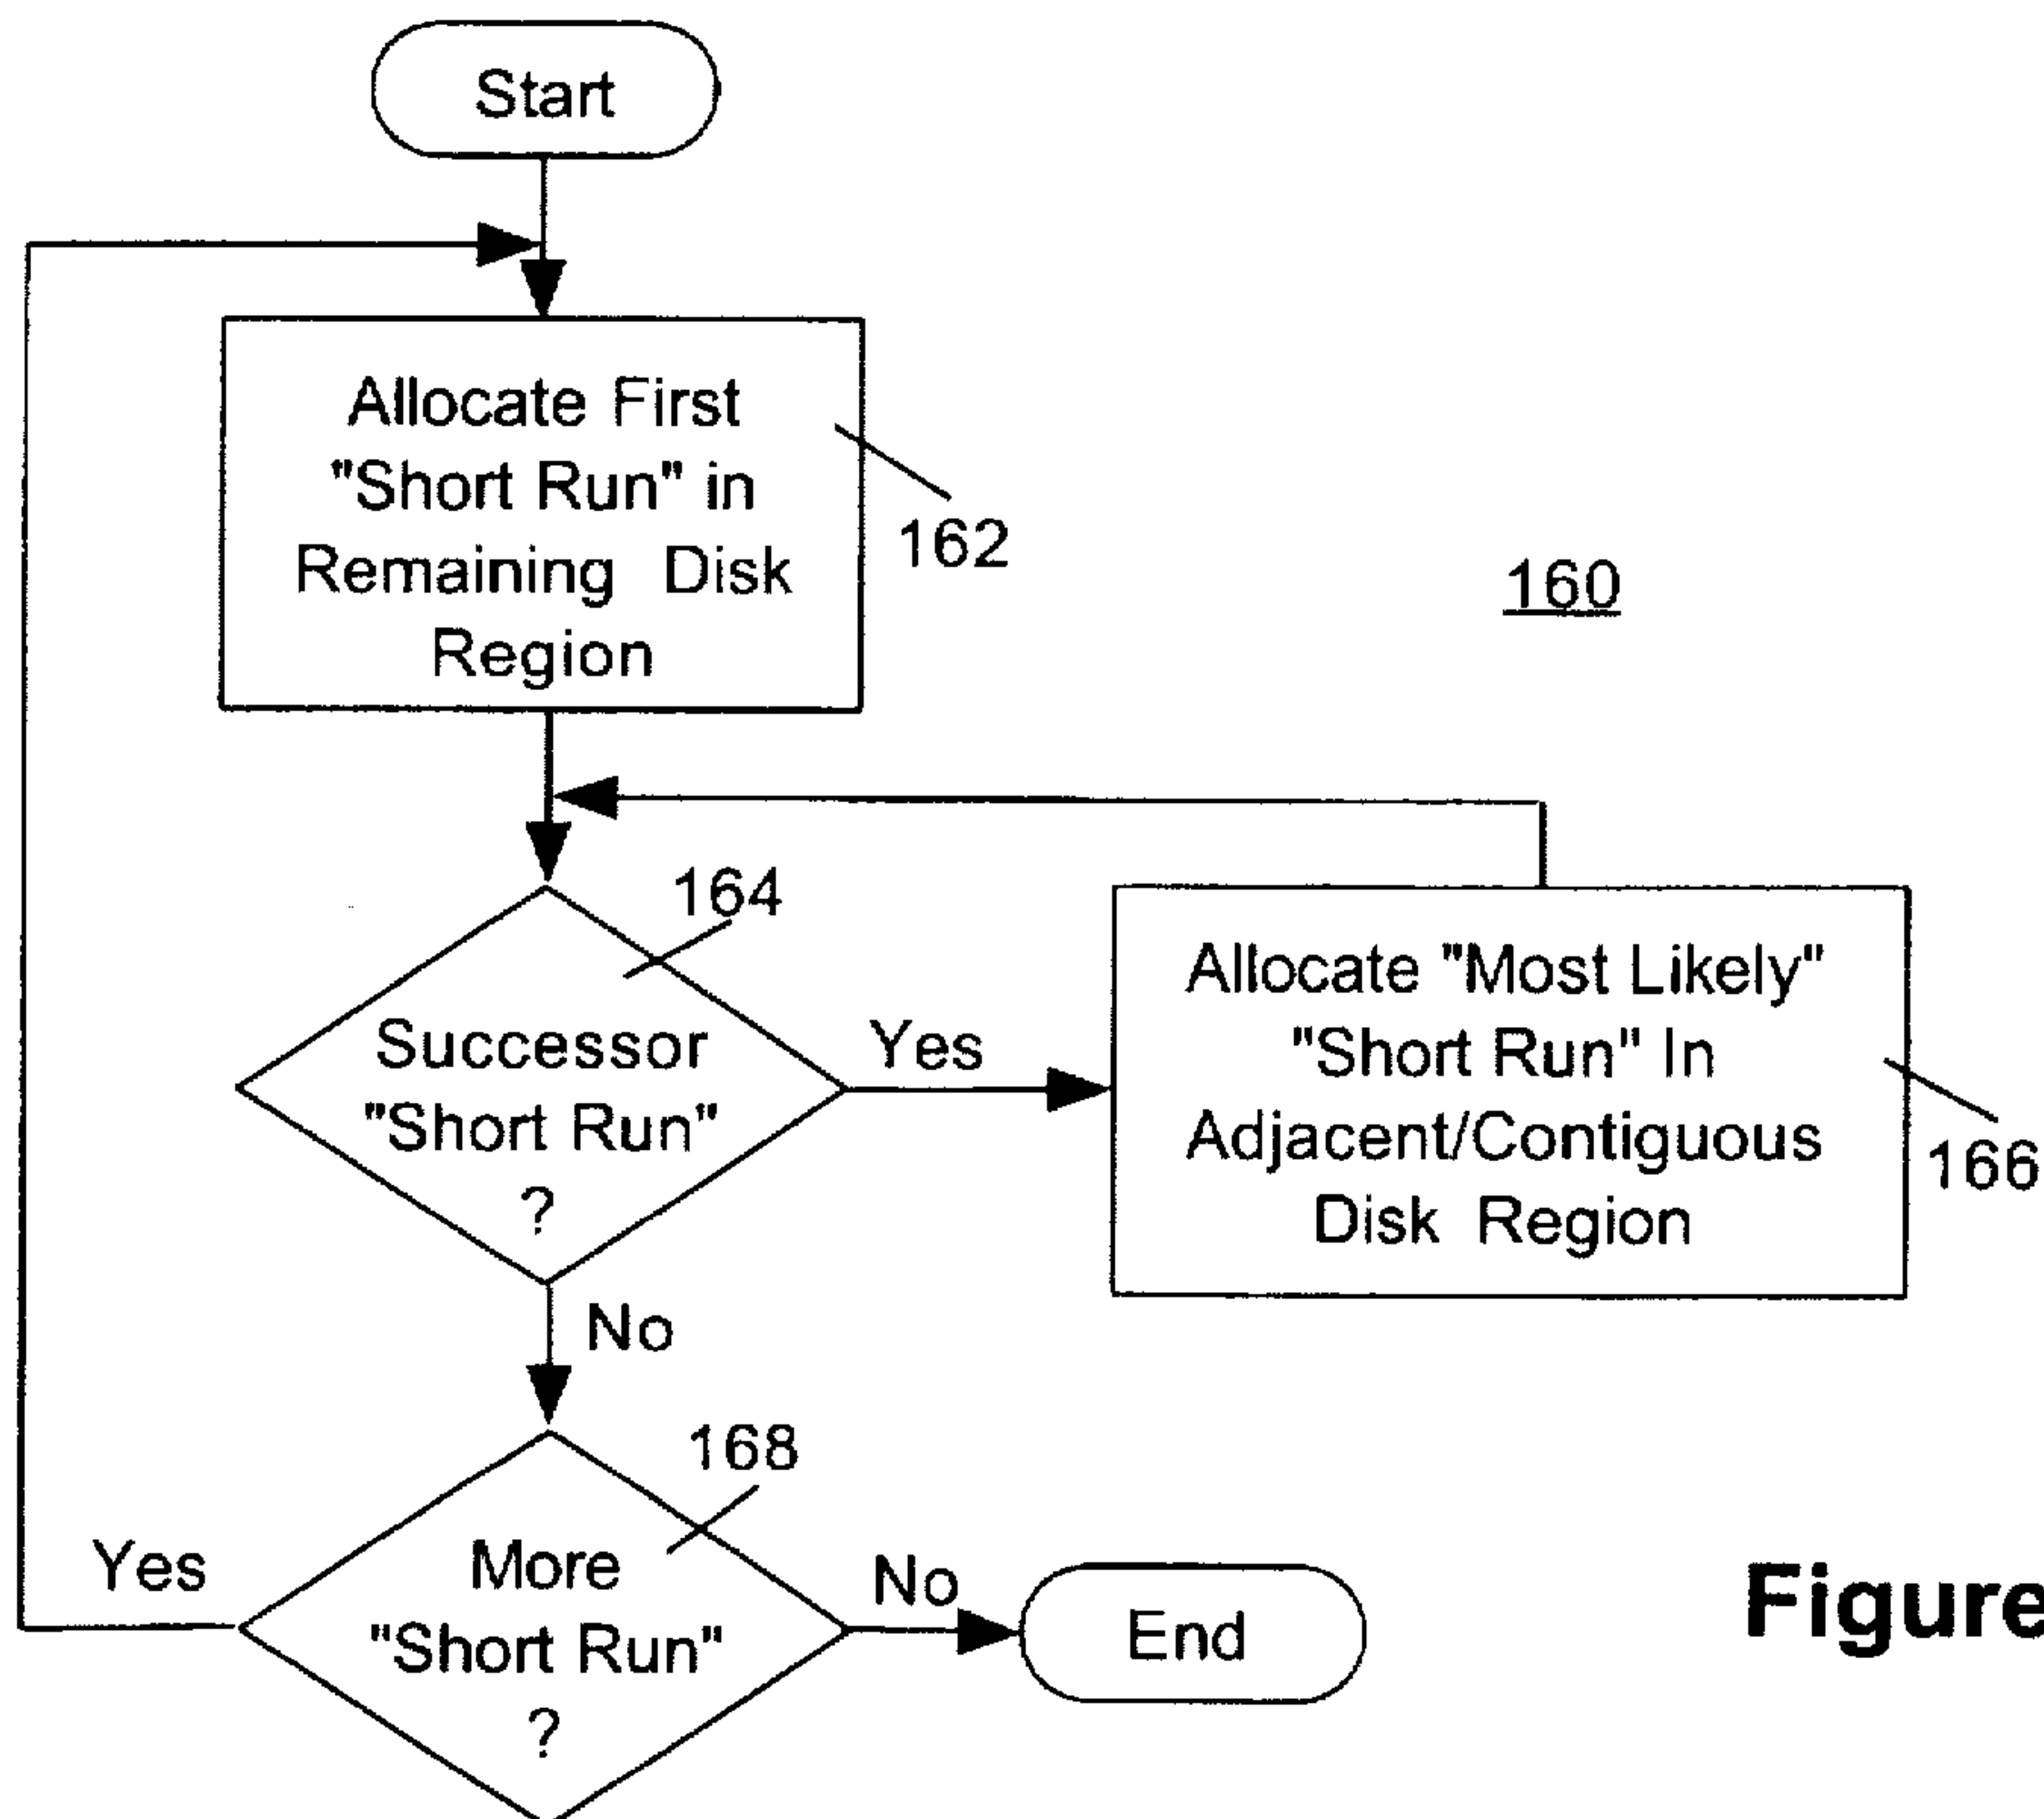 Start
Allocate First
"Short Run" in
Remaining Disk
Region
162
160
164
Successor
"Short Run"
?
Yes
Allocate "Most Likely"
"Short Run" In
Adjacent/Contiguous
Disk Region
166
No
168
More
"Short Run"
?
Yes
No
End
Figure